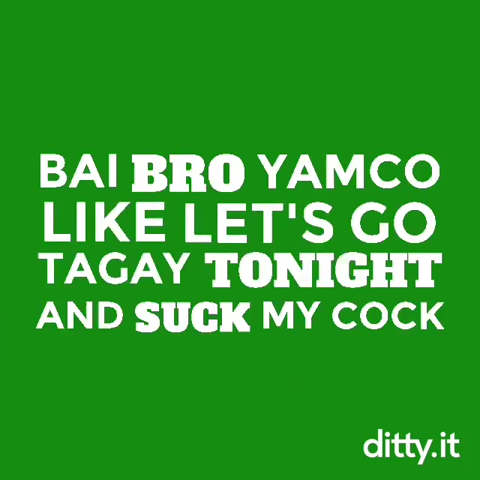 BAI BRO YAMCO
LIKE LET'S GO
TAGAY TONIGHT
AND SUCK MY COCK
ditty.it